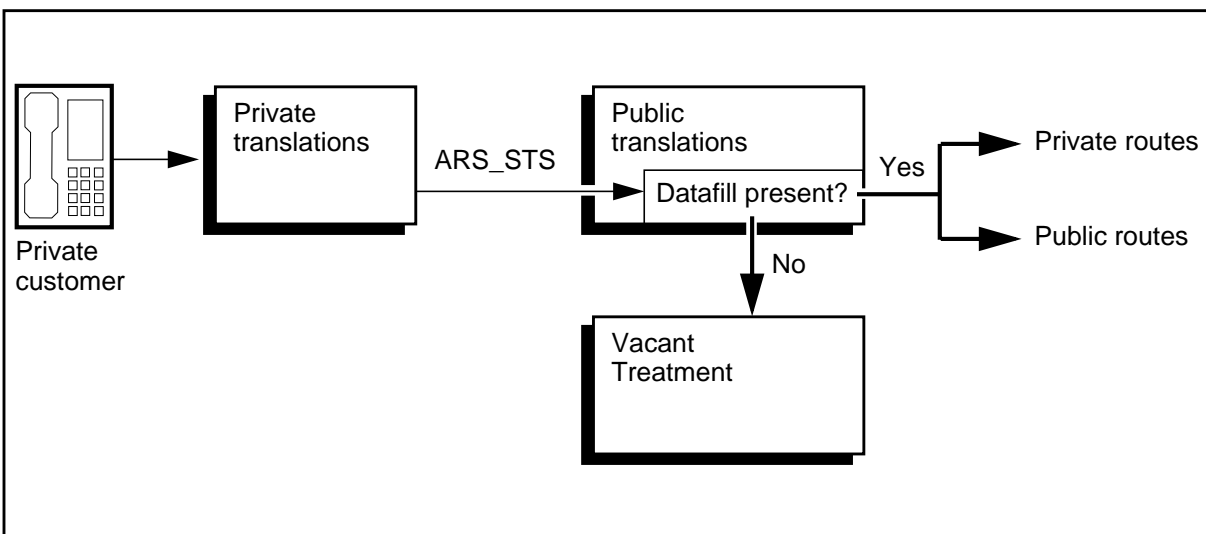 Private
customer
Private
translations
ARS_STS
Public
translations
Datafill present?
Yes
Private routes
Public routes
No
Vacant
Treatment